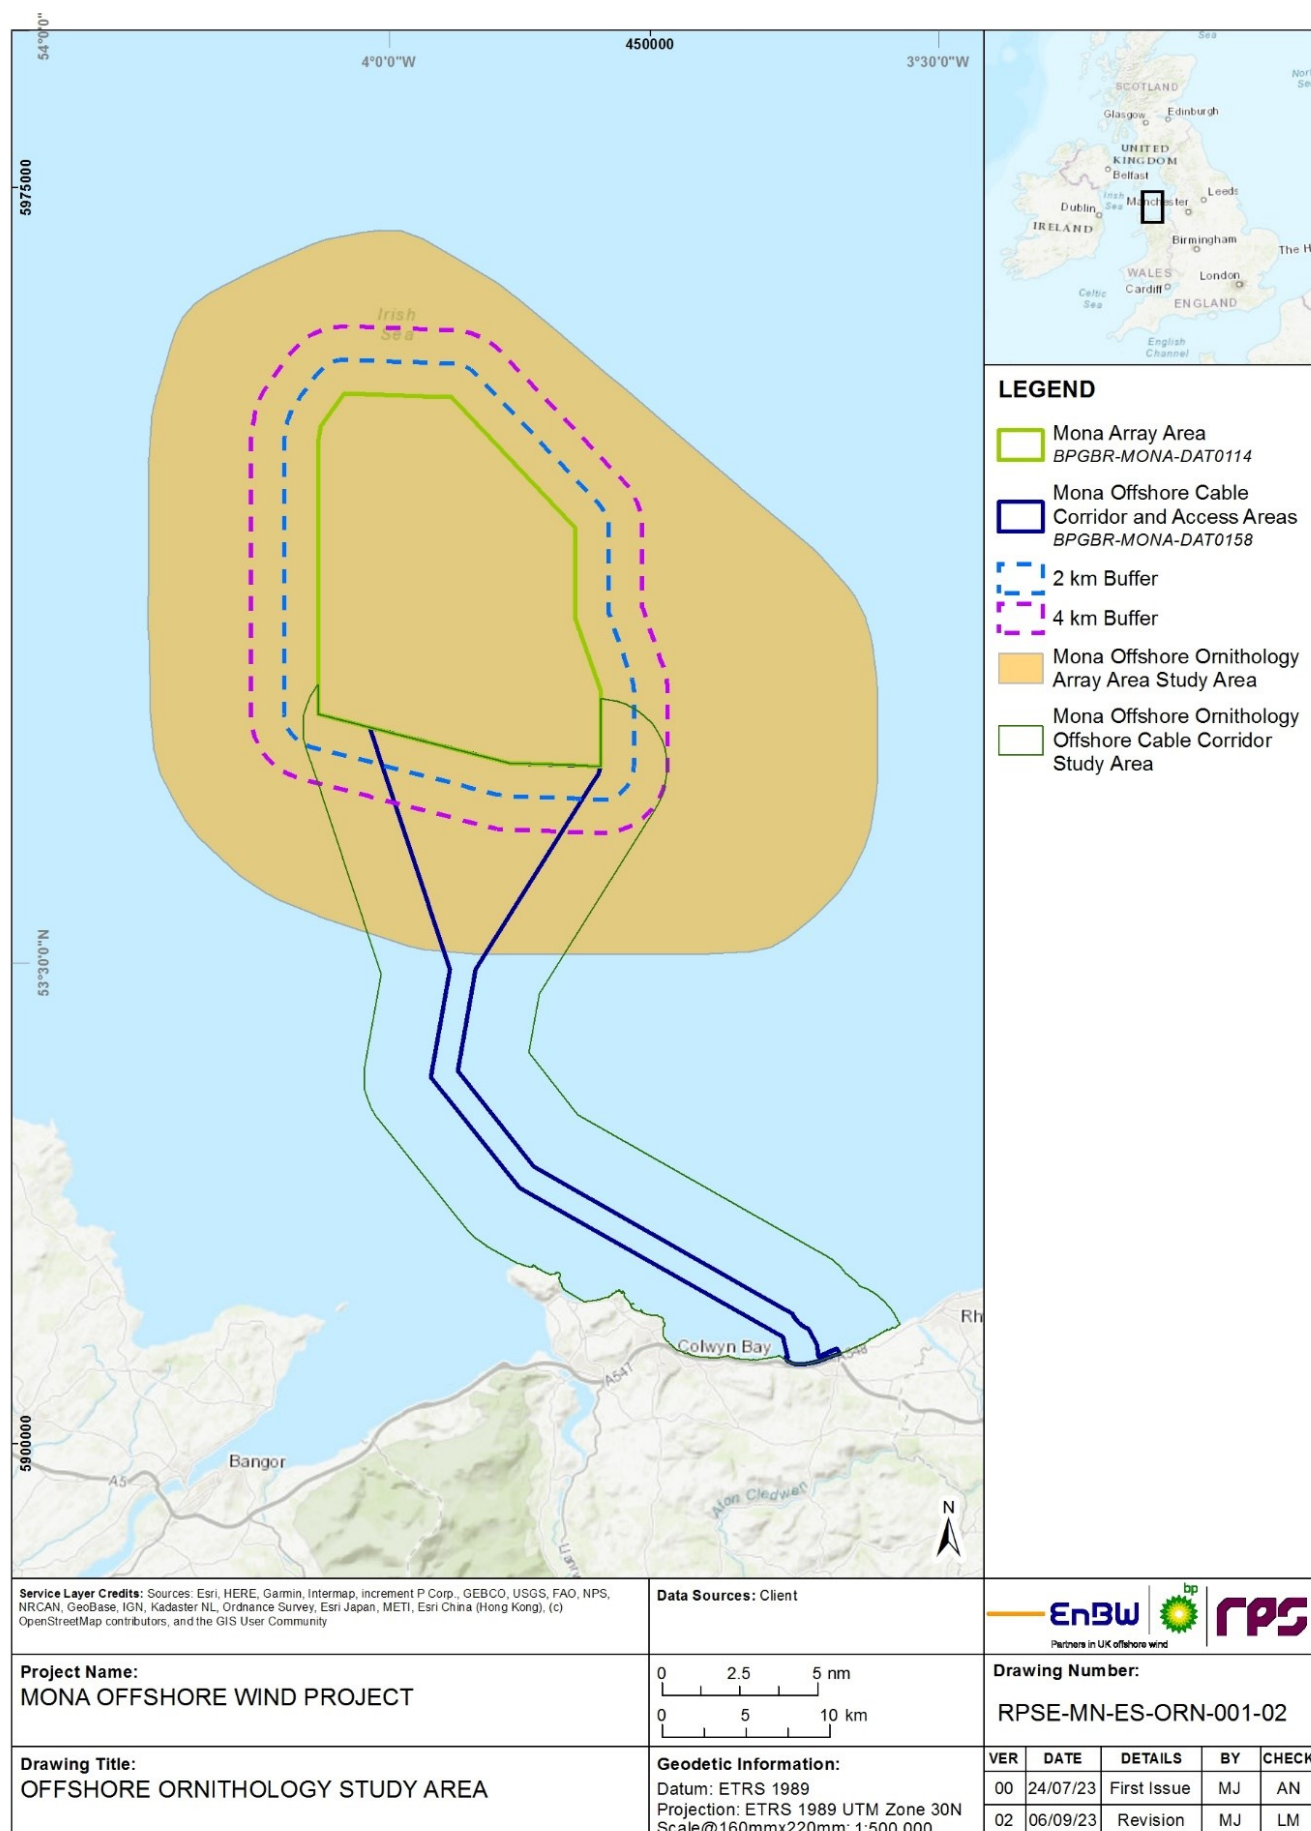 450000
4°0'0"W
3°30'0"W
54°0'0"
5975000
53°30'0"N
5900000
Irish
Sea
Colwyn Bay
A547
A548
Rh
Bangor
A5
Afon Cledwen
N
Sea
SCOTLAND
Glasgow
Edinburgh
UNITED
KINGDOM
Belfast
Irish
Sea
Leeds
Manchester
Dublin
IRELAND
Birmingham
The H
WALES
London
Cardiff
Celtic
Sea
ENGLAND
English
Channel
LEGEND
Mona Array Area
BPGBR-MONA-DAT0114
Mona Offshore Cable
Corridor and Access Areas
BPGBR-MONA-DAT0158
2 km Buffer
4 km Buffer
Mona Offshore Ornithology
Array Area Study Area
Mona Offshore Ornithology
Offshore Cable Corridor
Study Area
Service Layer Credits: Sources: Esri, HERE, Garmin, Intermap, increment P Corp., GEBCO, USGS, FAO, NPS,
NRCAN, GeoBase, IGN, Kadaster NL, Ordnance Survey, Esri Japan, METI, Esri China (Hong Kong), (c)
OpenStreetMap contributors, and the GIS User Community
Data Sources: Client
EnBW
bp
rps
Partners in UK offshore wind
Project Name:
MONA OFFSHORE WIND PROJECT
0 2.5 5 nm
0 5 10 km
Drawing Number:
RPSE-MN-ES-ORN-001-02
Drawing Title:
OFFSHORE ORNITHOLOGY STUDY AREA
Geodetic Information:
Datum: ETRS 1989
Projection: ETRS 1989 UTM Zone 30N
Scale@160mmx220mm: 1:500,000
VER DATE DETAILS BY CHECK
00 24/07/23 First Issue MJ AN
02 06/09/23 Revision MJ LM